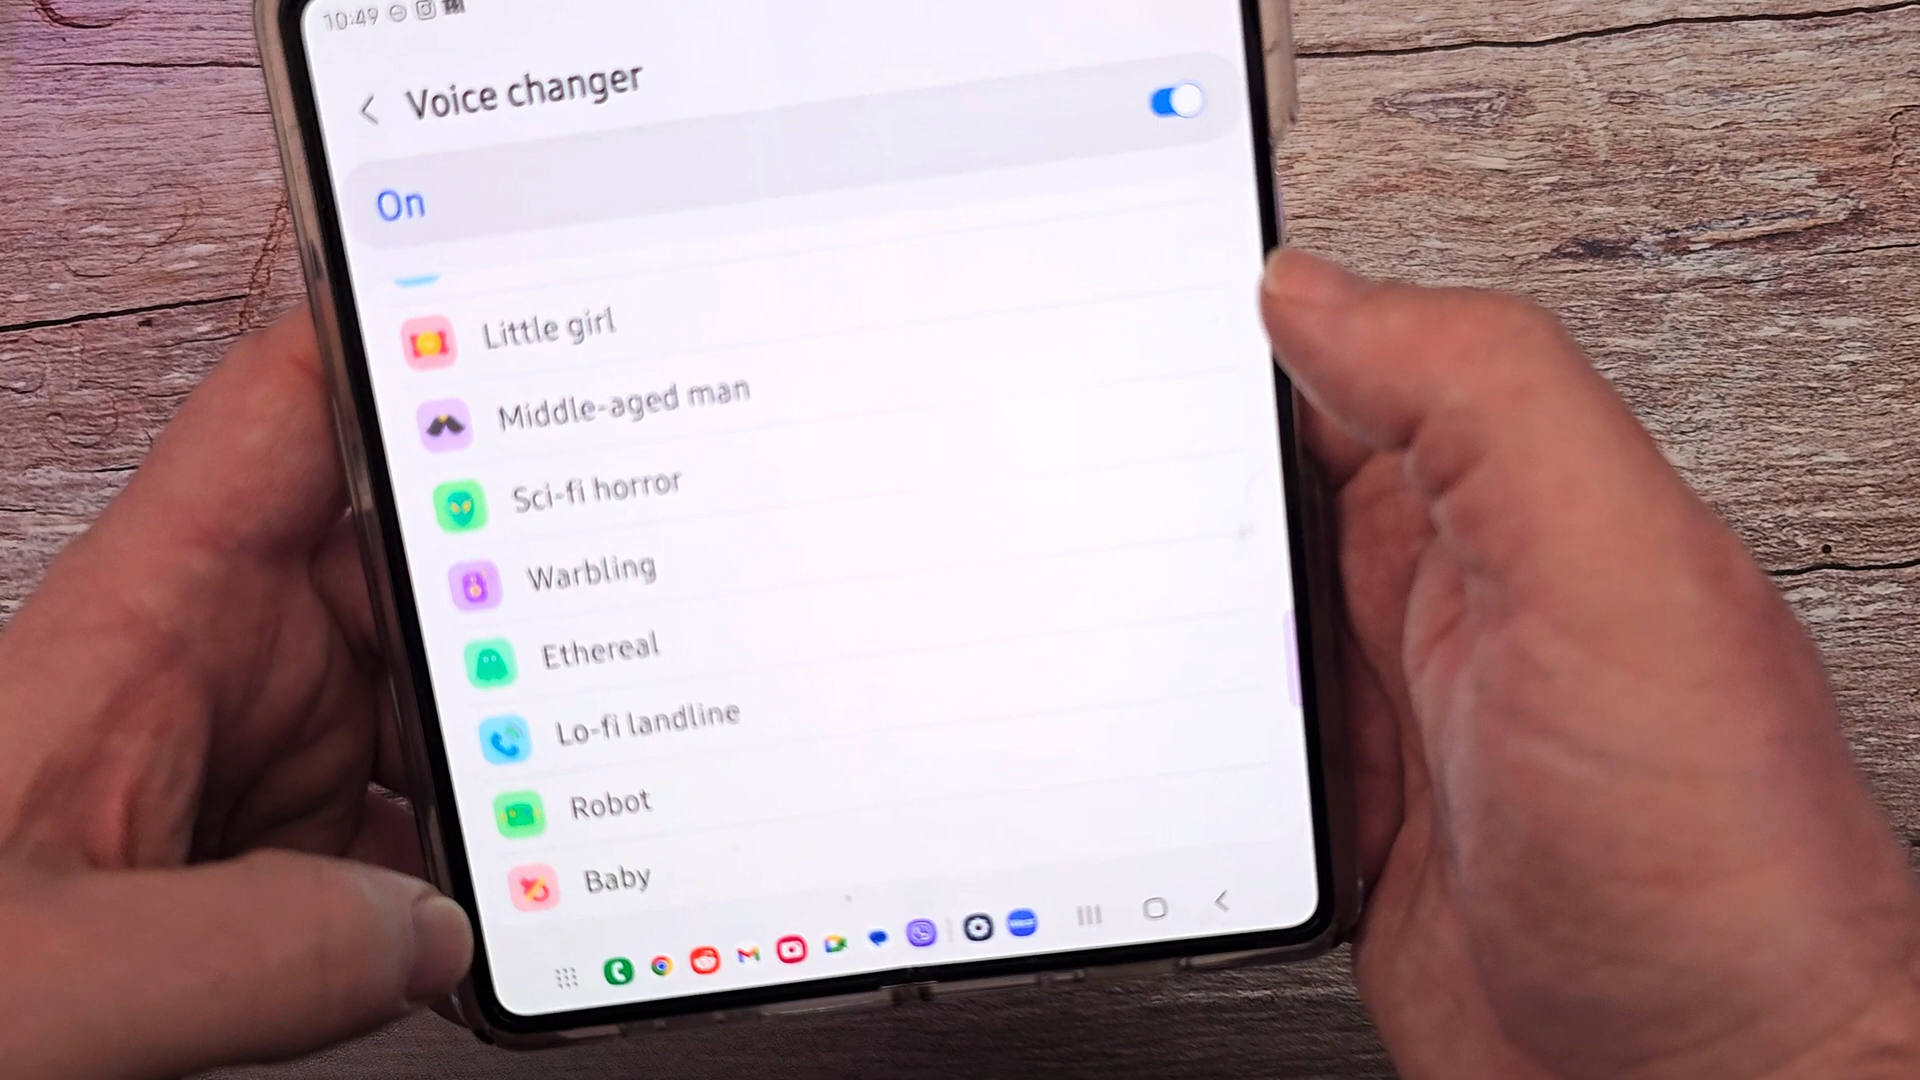 10:49
Voice changer
On
Little girl
Middle-aged man
Sci-fi horror
Warbling
Ethereal
Lo-fi landline
Robot
Baby